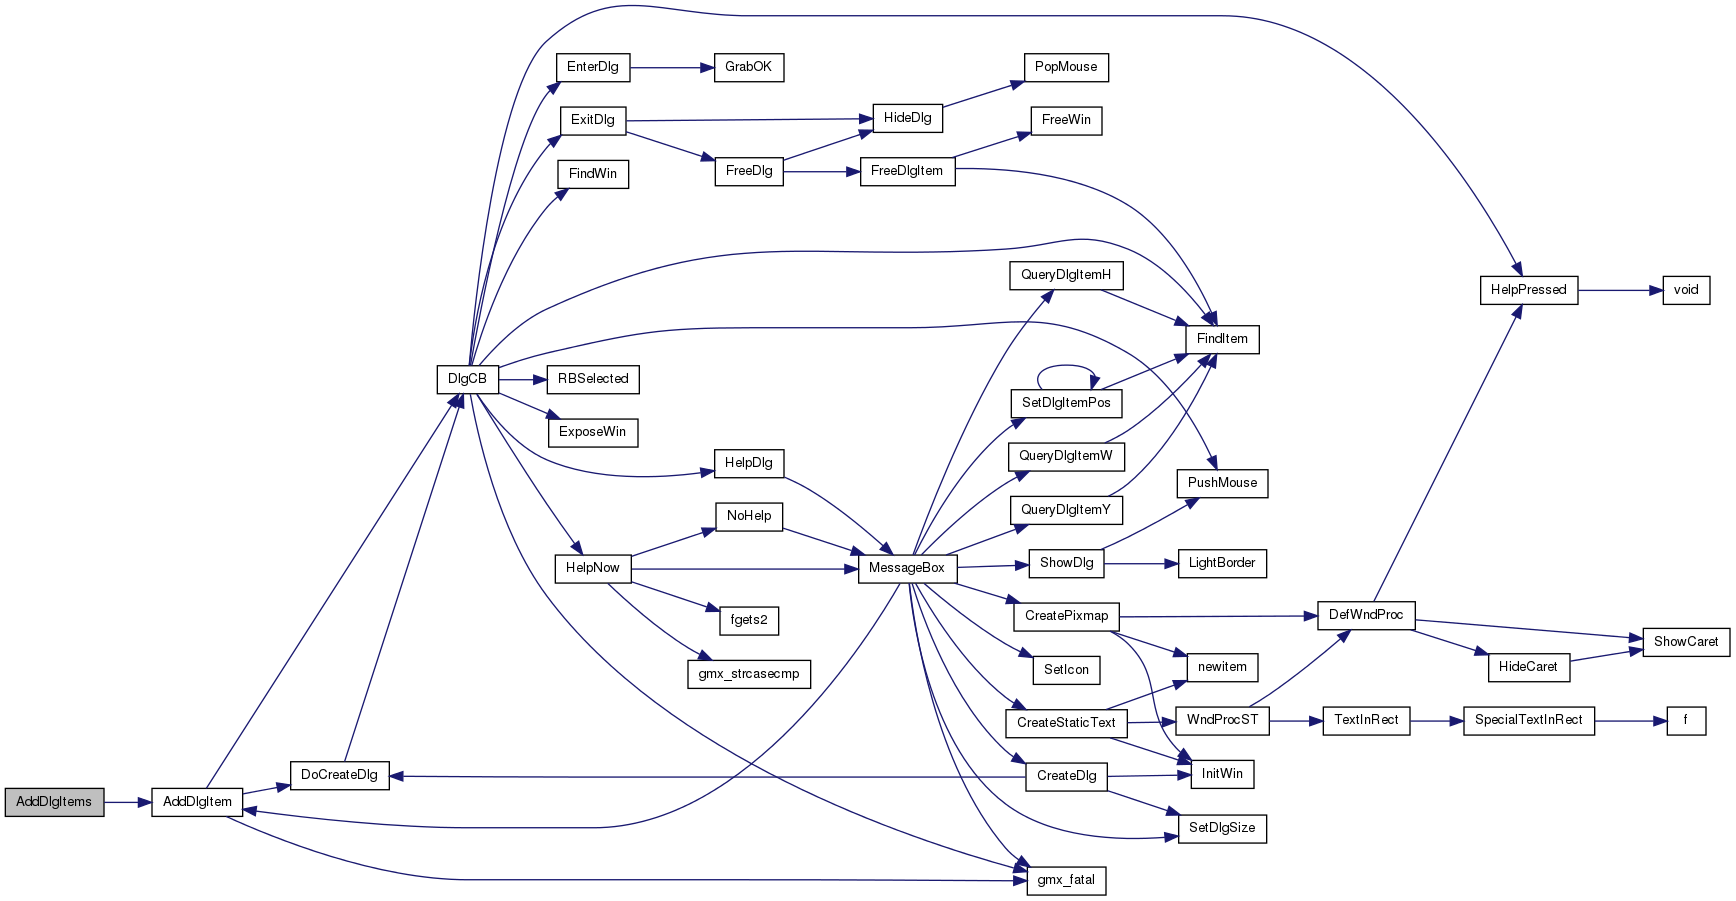 EnterDlg
GrabOK
PopMouse
ExitDlg
HideDlg
FreeWin
FindWin
FreeDlg
FreeDlgItem
QueryDlgItemH
HelpPressed
void
FindItem
DlgCB
RBSelected
SetDlgItemPos
ExposeWin
HelpDlg
QueryDlgItemW
PushMouse
NoHelp
QueryDlgItemY
HelpNow
MessageBox
ShowDlg
LightBorder
fgets2
CreatePixmap
DefWndProc
ShowCaret
gmx_strcasecmp
SetIcon
newitem
HideCaret
CreateStaticText
WndProcST
TextInRect
SpecialTextInRect
f
DoCreateDlg
CreateDlg
InitWin
AddDlgItems
AddDlgItem
SetDlgSize
gmx_fatal